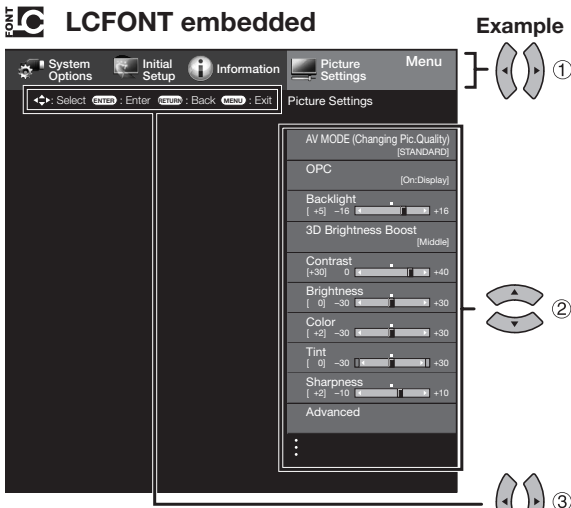 FONT LC LCFONT embedded
Example
System Options
Initial Setup
Information
Picture Settings
Menu
①
: Select ENTER : Enter RETURN : Back MENU : Exit
Picture Settings
AV MODE (Changing Pic.Quality)
[STANDARD]
OPC
[On:Display]
Backlight
[ +5] –16 +16
3D Brightness Boost
[Middle]
Contrast
[+30] 0 +40
Brightness
[ 0] –30 +30
②
Color
[ +2] –30 +30
Tint
[ 0] –30 +30
Sharpness
[ +2] –10 +10
Advanced
③